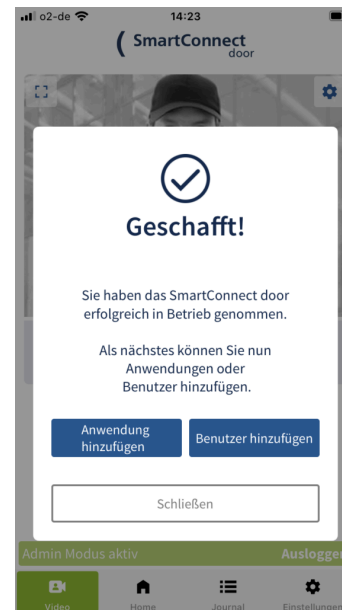 o2-de
14:23
SmartConnect
door
Geschafft!
Sie haben das SmartConnect door
erfolgreich in Betrieb genommen.
Als nächstes können Sie nun
Anwendungen oder
Benutzer hinzufügen.
Anwendung
hinzufügen
Benutzer hinzufügen
Schließen
Admin Modus aktiv
Auslogge
Video
Home
Journal
Einstellungen